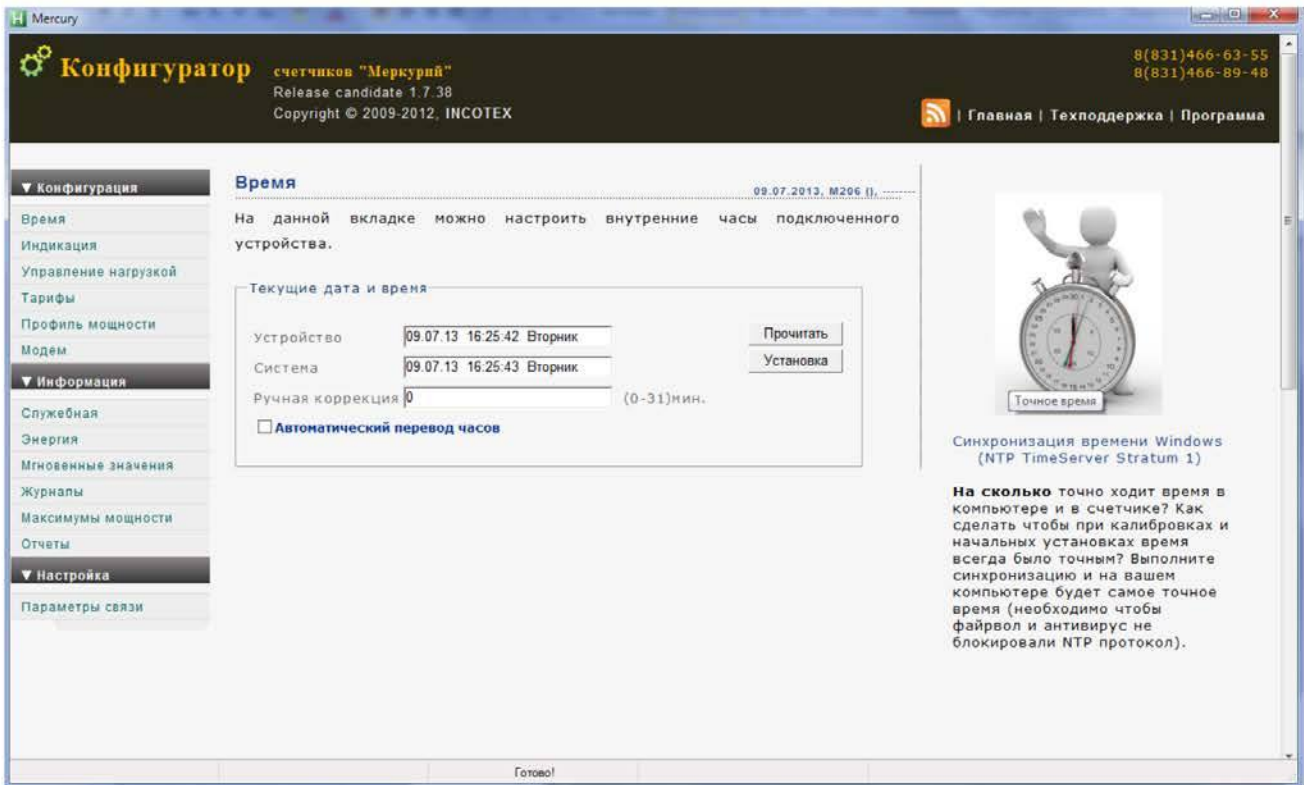 Mercury
Конфигуратор счетчиков "Меркурий"
Release candidate 1.7.38
Copyright © 2009-2012, INCOTEX
8(831)466-63-55
8(831)466-89-48
| Главная | Техподдержка | Программа
▼ Конфигурация
Время
Индикация
Управление нагрузкой
Тарифы
Профиль мощности
Модем
▼ Информация
Служебная
Энергия
Мгновенные значения
Журналы
Максимумы мощности
Отчеты
▼ Настройка
Параметры связи
Время
09.07.2013, M206 (), -------
На данной вкладке можно настроить внутренние часы подключенного
устройства.
Текущие дата и время
Устройство 09.07.13 16:25:42 Вторник Прочитать
Система 09.07.13 16:25:43 Вторник Установка
Ручная коррекция 0 (0-31)мин.
Автоматический перевод часов
Точное время
Синхронизация времени Windows
(NTP TimeServer Stratum 1)
На сколько точно ходит время в
компьютере и в счетчике? Как
сделать чтобы при калибровках и
начальных установках время
всегда было точным? Выполните
синхронизацию и на вашем
компьютере будет самое точное
время (необходимо чтобы
файрвол и антивирус не
блокировали NTP протокол).
Готово!